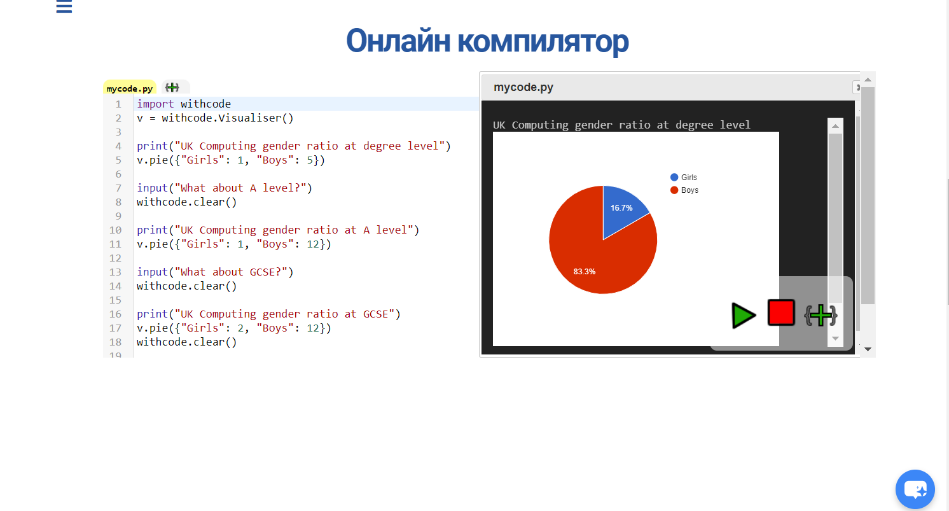 Онлайн компилятор
mycode.py
1 import withcode
2 v = withcode.Visualiser()
3
4 print("UK Computing gender ratio at degree level")
5 v.pie({"Girls": 1, "Boys": 5})
6
7 input("What about A level?")
8 withcode.clear()
9
10 print("UK Computing gender ratio at A level")
11 v.pie({"Girls": 1, "Boys": 12})
12
13 input("What about GCSE?")
14 withcode.clear()
15
16 print("UK Computing gender ratio at GCSE")
17 v.pie({"Girls": 2, "Boys": 12})
18 withcode.clear()
19
mycode.py
UK Computing gender ratio at degree level
Girls
Boys
16.7%
83.3%